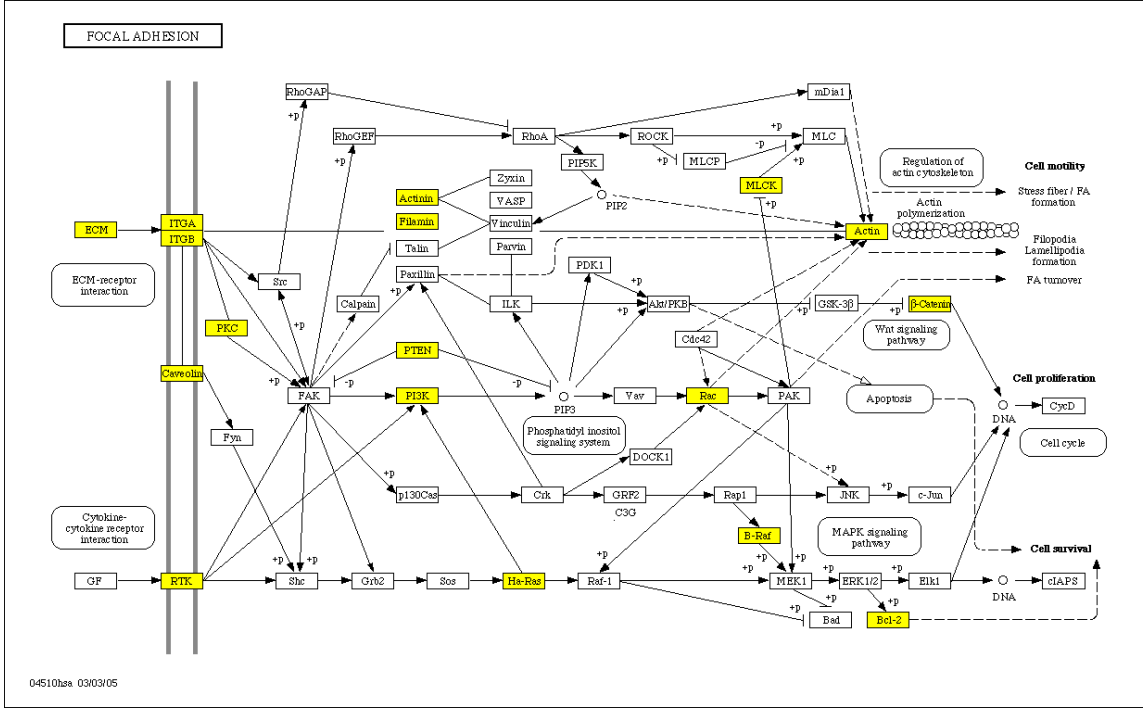 FOCAL ADHESION
RhoGAP
mDia1
+p
RhoGEF
RhoA
ROCK
+p
MLC
+p
-p
+p
MLCP
+p
PIP5K
MLCK
+p
Regulation of
actin cytoskeleton
Cell motility
Zyxin
Actinin
VASP
PIP2
Stress fiber / FA
formation
Actin
polymerization
ECM
ITGA
ITGB
Filamin
Vinculin
Actin
Talin
Parvin
Filopodia
Lamellipodia
formation
ECM-receptor
interaction
Src
Paxillin
+p
PDK1
+p
FA turnover
Calpain
ILK
Akt/PKB
+p
GSK-3β
+p
β-Catenin
PKC
+p
+p
Cdc42
Wnt signaling
pathway
PTEN
Caveolin
+p
-p
-p
Cell proliferation
FAK
PI3K
PIP3
Vav
Rac
PAK
Apoptosis
DNA
CycD
Fyn
Phosphatidyl inositol
signaling system
Cell cycle
DOCK1
+p
+p
+p
p130Cas
Crk
GRF2
Rap1
JNK
c-Jun
C3G
Cytokine-
cytokine receptor
interaction
B-Raf
MAPK signaling
pathway
+p
+p
+p
+p
+p
Cell survival
+p
+p
+p
GF
RTK
Shc
Grb2
Sos
Ha-Ras
Raf-1
MEK1
ERK1/2
Elk1
DNA
cIAPS
+p
+p
+p
Bad
Bcl-2
04510hsa 03/03/05